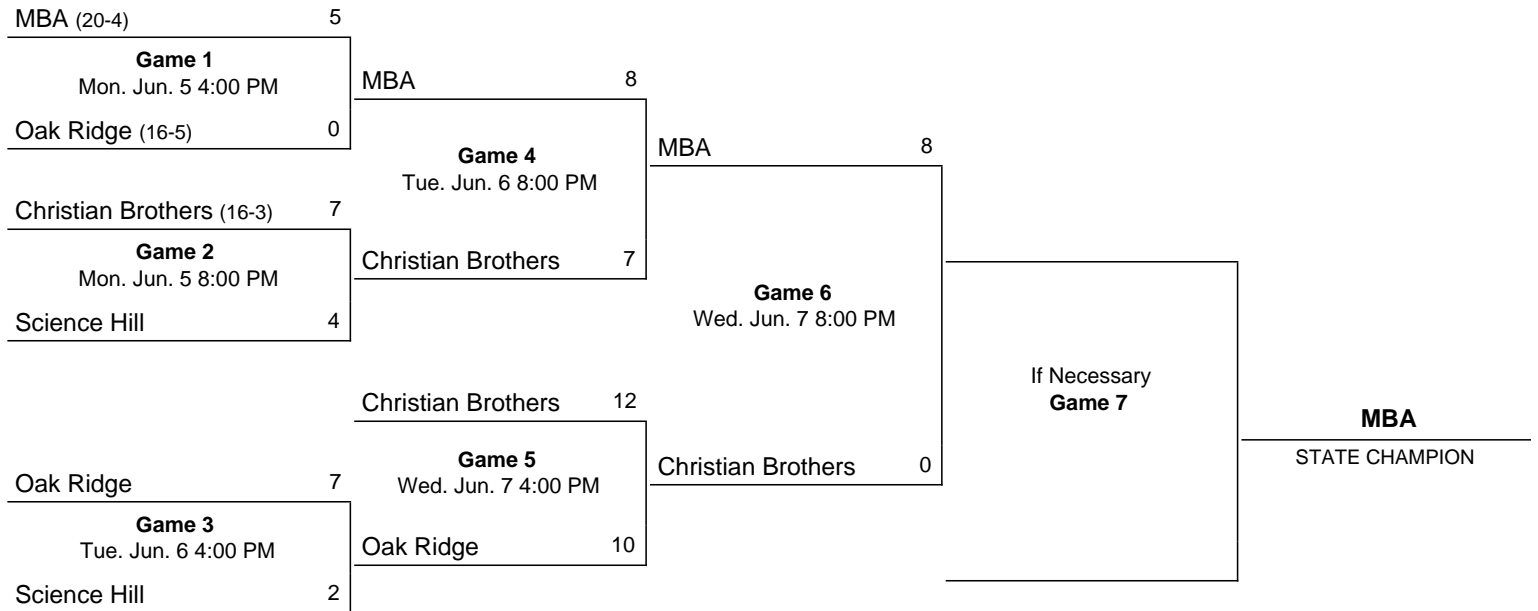 MBA (20-4) 5
Game 1
Mon. Jun. 5 4:00 PM
Oak Ridge (16-5) 0
Christian Brothers (16-3) 7
Game 2
Mon. Jun. 5 8:00 PM
Science Hill 4
Oak Ridge 7
Game 3
Tue. Jun. 6 4:00 PM
Science Hill 2
MBA 8
Game 4
Tue. Jun. 6 8:00 PM
Christian Brothers 7
Christian Brothers 12
Game 5
Wed. Jun. 7 4:00 PM
Oak Ridge 10
MBA 8
Game 6
Wed. Jun. 7 8:00 PM
Christian Brothers 0
If Necessary
Game 7
MBA
STATE CHAMPION